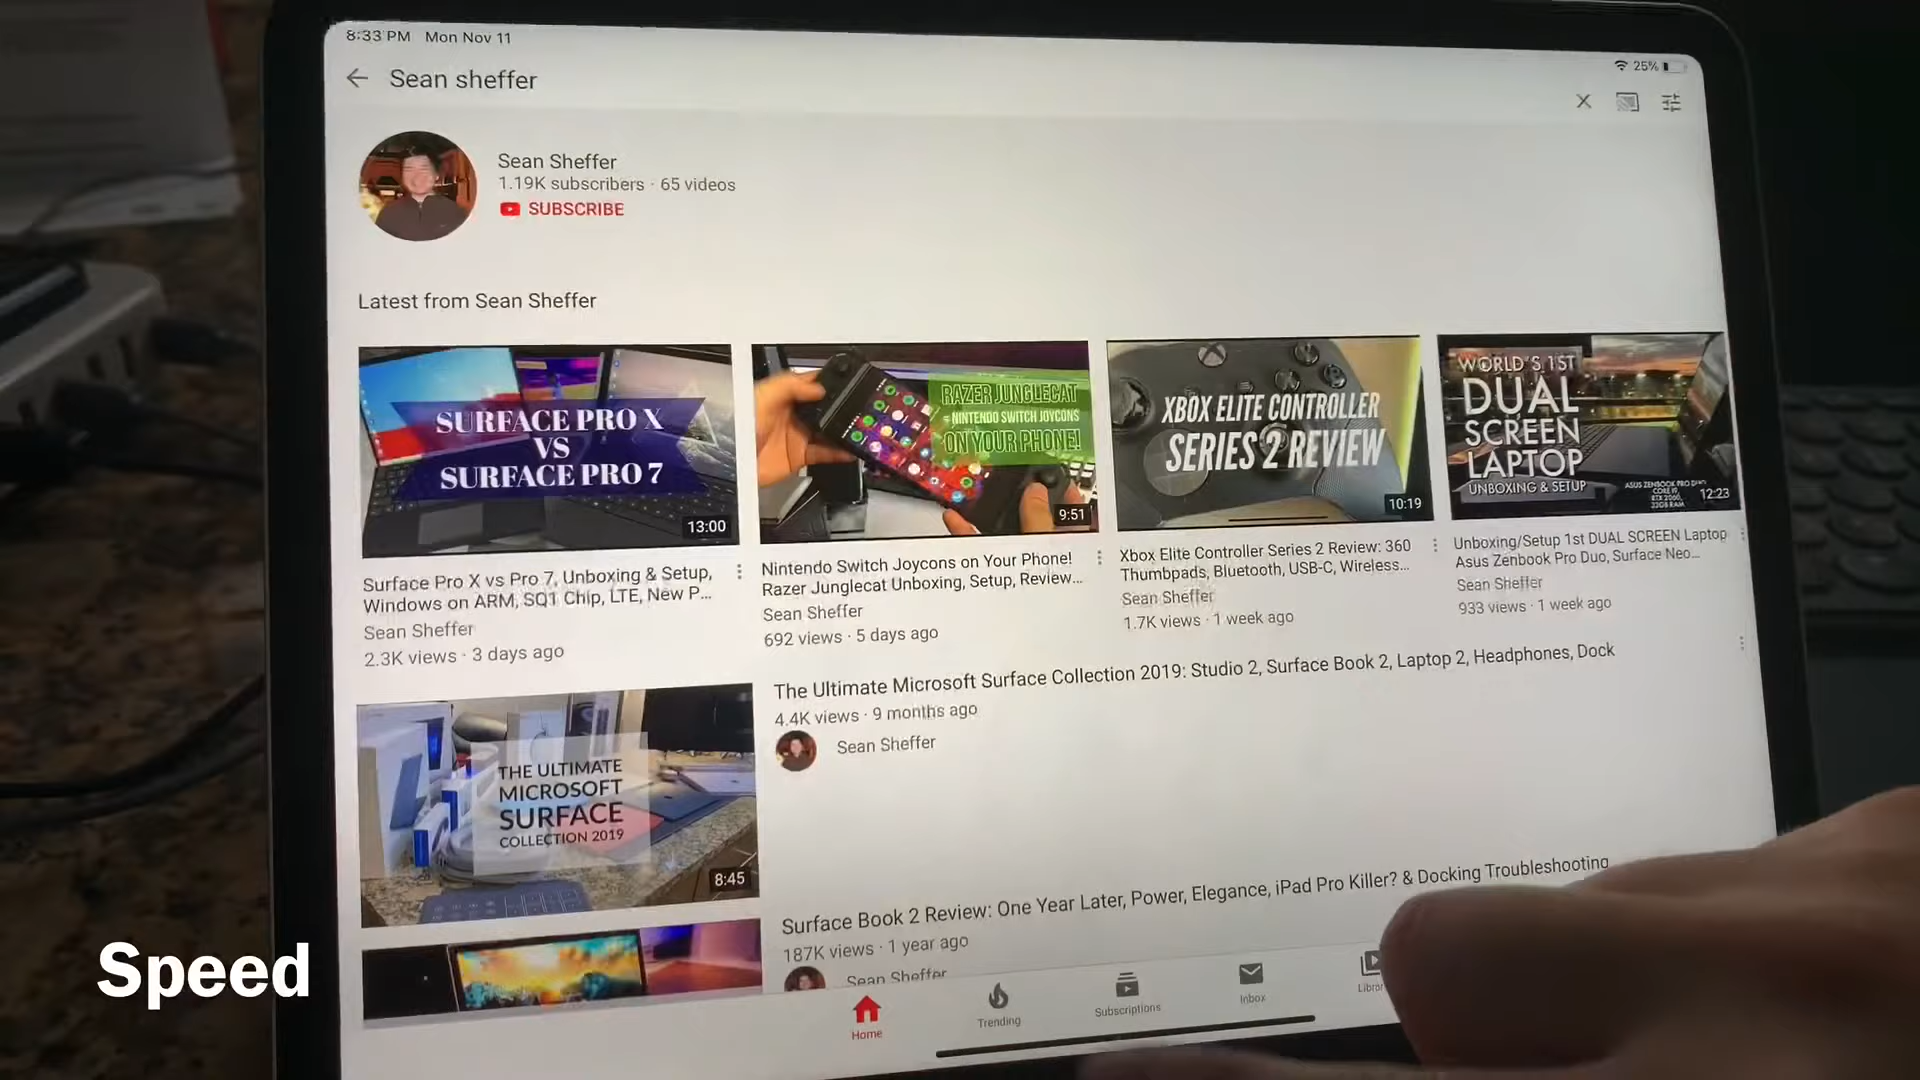 8:33 PM Mon Nov 11
25%
Sean sheffer
Sean Sheffer
1.19K subscribers · 65 videos
SUBSCRIBE
Latest from Sean Sheffer
SURFACE PRO X
VS
SURFACE PRO 7
13:00
Surface Pro X vs Pro 7, Unboxing & Setup,
Windows on ARM, SQ1 Chip, LTE, New P...
Sean Sheffer
2.3K views · 3 days ago
RAZER JUNGLECAT
= NINTENDO SWITCH JOYCONS
ON YOUR PHONE!
9:51
Nintendo Switch Joycons on Your Phone!
Razer Junglecat Unboxing, Setup, Review...
Sean Sheffer
692 views · 5 days ago
XBOX ELITE CONTROLLER
SERIES 2 REVIEW
10:19
Xbox Elite Controller Series 2 Review: 360
Thumbpads, Bluetooth, USB-C, Wireless...
Sean Sheffer
1.7K views · 1 week ago
WORLD'S 1ST
DUAL
SCREEN
LAPTOP
UNBOXING & SETUP
ASUS ZENBOOK PRO DUO
CORE I9
RTX 2060
32GB RAM
12:23
Unboxing/Setup 1st DUAL SCREEN Laptop
Asus Zenbook Pro Duo, Surface Neo...
Sean Sheffer
933 views · 1 week ago
THE ULTIMATE
MICROSOFT
SURFACE
COLLECTION 2019
8:45
The Ultimate Microsoft Surface Collection 2019: Studio 2, Surface Book 2, Laptop 2, Headphones, Dock
4.4K views · 9 months ago
Sean Sheffer
Surface Book 2 Review: One Year Later, Power, Elegance, iPad Pro Killer? & Docking Troubleshooting
187K views · 1 year ago
Sean Sheffer
Home
Trending
Subscriptions
Inbox
Speed